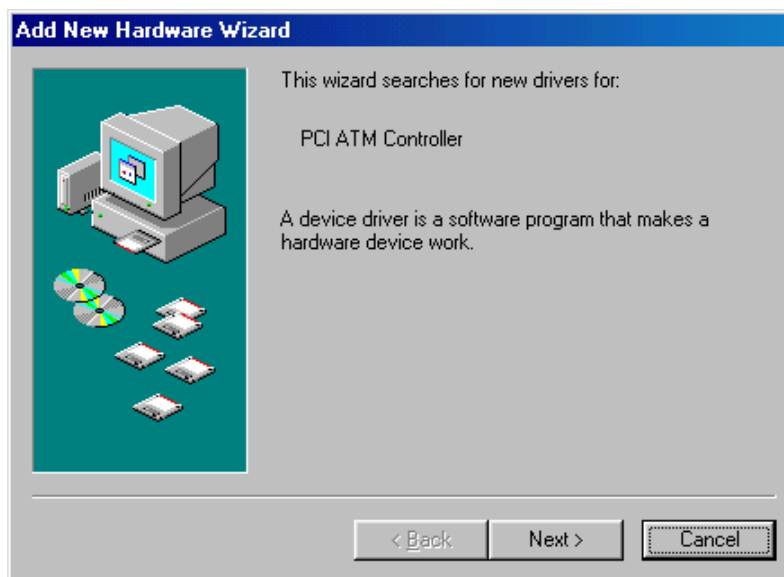 Add New Hardware Wizard
This wizard searches for new drivers for:
PCI ATM Controller
A device driver is a software program that makes a
hardware device work.
< Back
Next >
Cancel